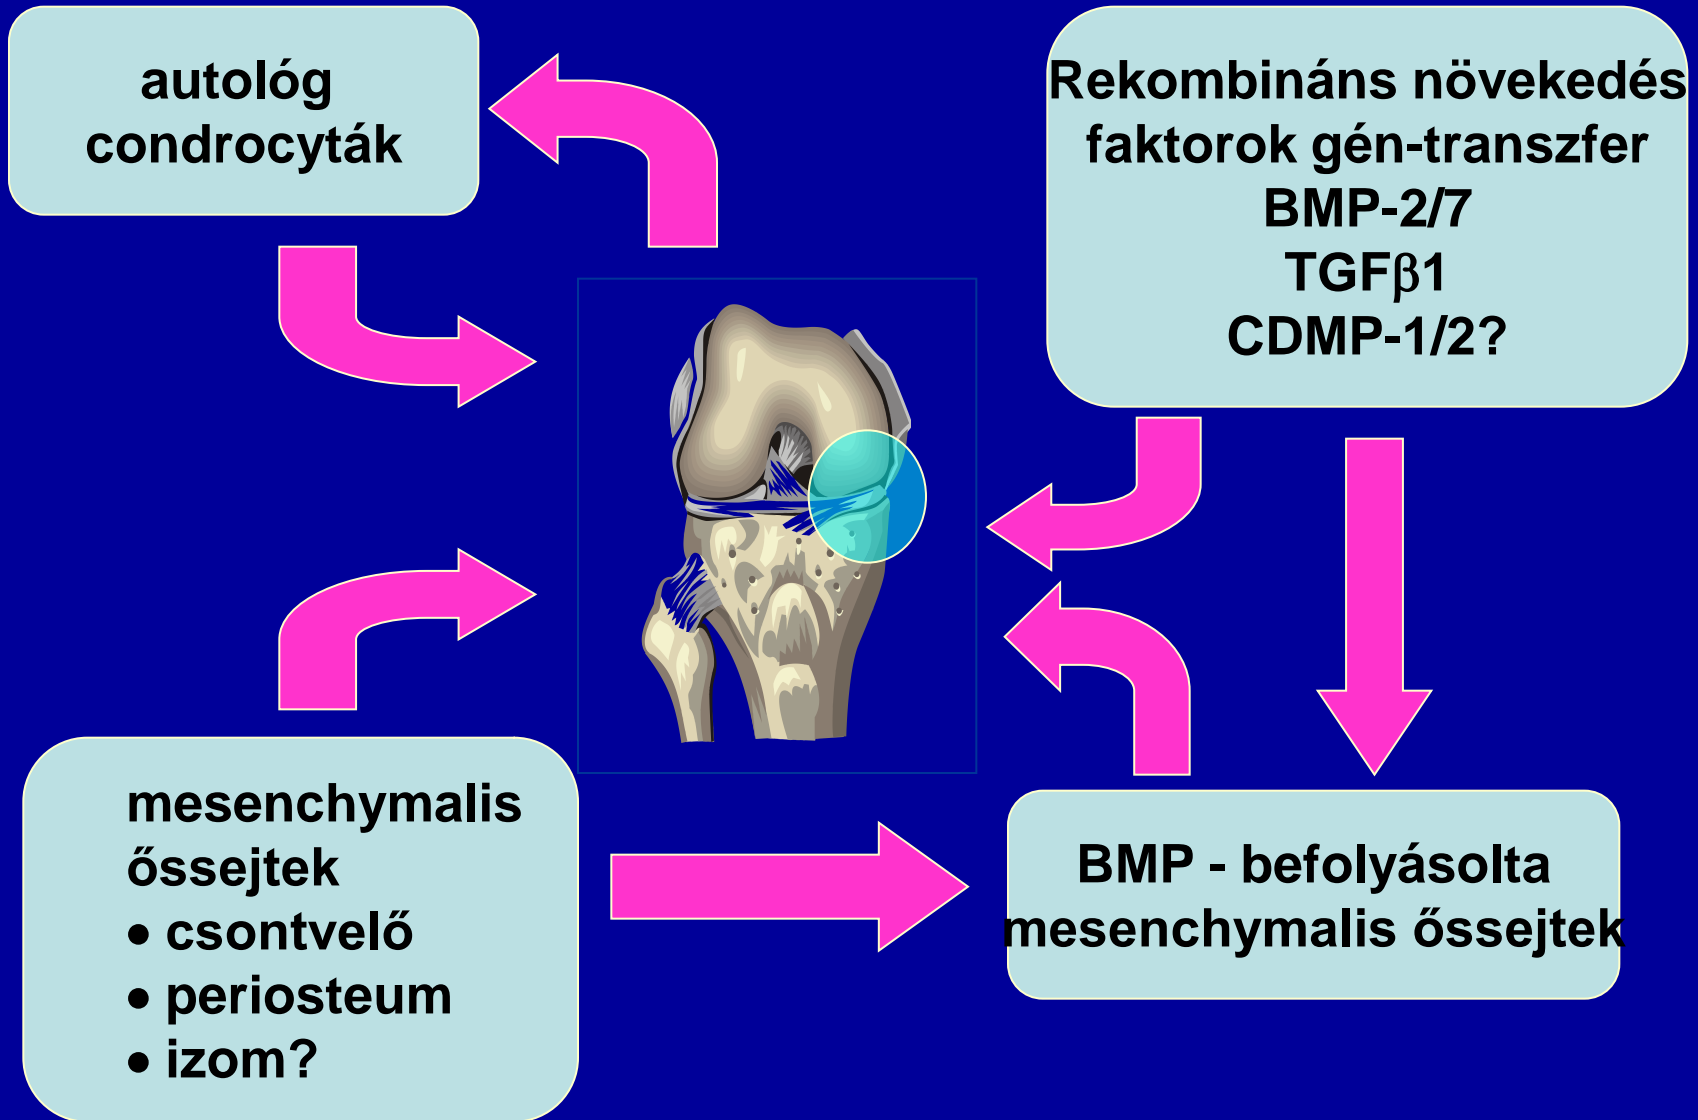 autológ
condrocyták
Rekombináns növekedés
faktorok gén-transzfer
BMP-2/7
TGFβ1
CDMP-1/2?
mesenchymalis
őssejtek
• csontvelő
• periosteum
• izom?
BMP - befolyásolta
mesenchymalis őssejtek